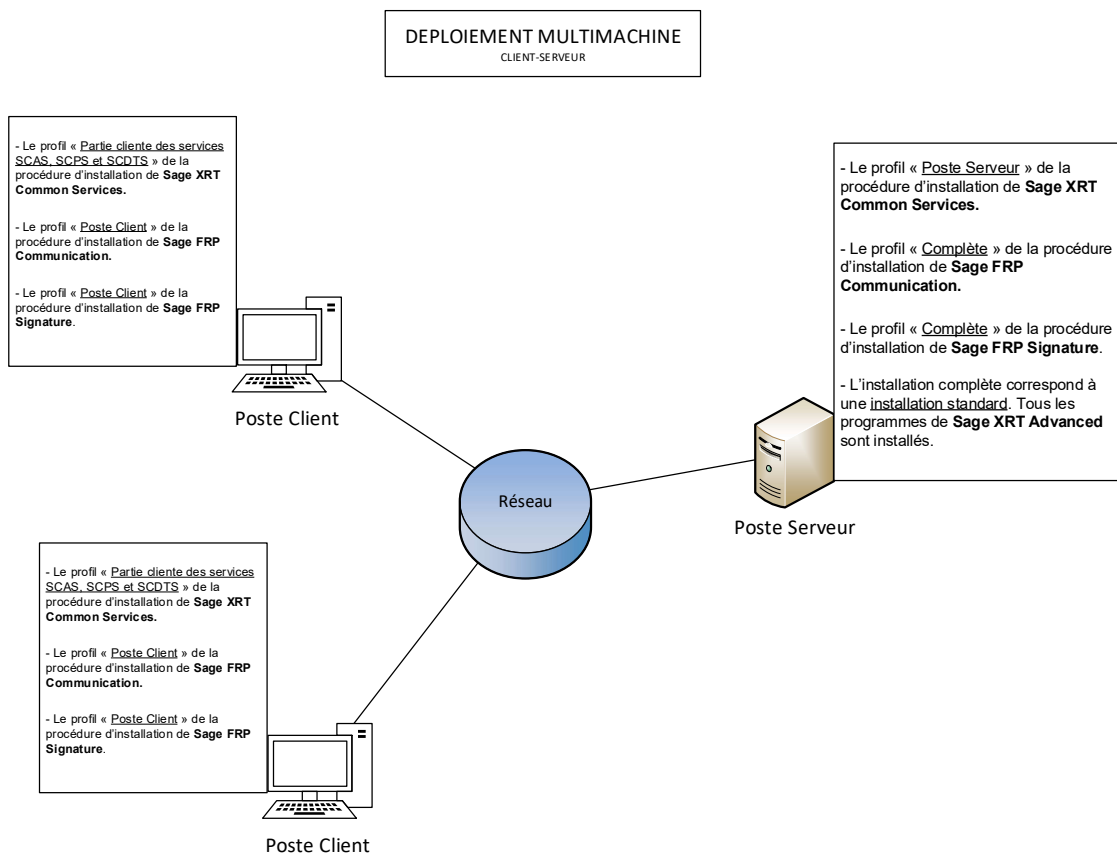 DEPLOIEMENT MULTIMACHINE
CLIENT-SERVEUR
- Le profil « Partie cliente des services
SCAS, SCPS et SCDTS » de la
procédure d'installation de Sage XRT
Common Services.
- Le profil « Poste Client » de la
procédure d'installation de Sage FRP
Communication.
- Le profil « Poste Client » de la
procédure d'installation de Sage FRP
Signature.
Poste Client
- Le profil « Poste Serveur » de la
procédure d'installation de Sage XRT
Common Services.
- Le profil « Complète » de la procédure
d'installation de Sage FRP
Communication.
- Le profil « Complète » de la procédure
d'installation de Sage FRP Signature.
- L'installation complète correspond à
une installation standard. Tous les
programmes de Sage XRT Advanced
sont installés.
Poste Serveur
Réseau
- Le profil « Partie cliente des services
SCAS, SCPS et SCDTS » de la
procédure d'installation de Sage XRT
Common Services.
- Le profil « Poste Client » de la
procédure d'installation de Sage FRP
Communication.
- Le profil « Poste Client » de la
procédure d'installation de Sage FRP
Signature.
Poste Client